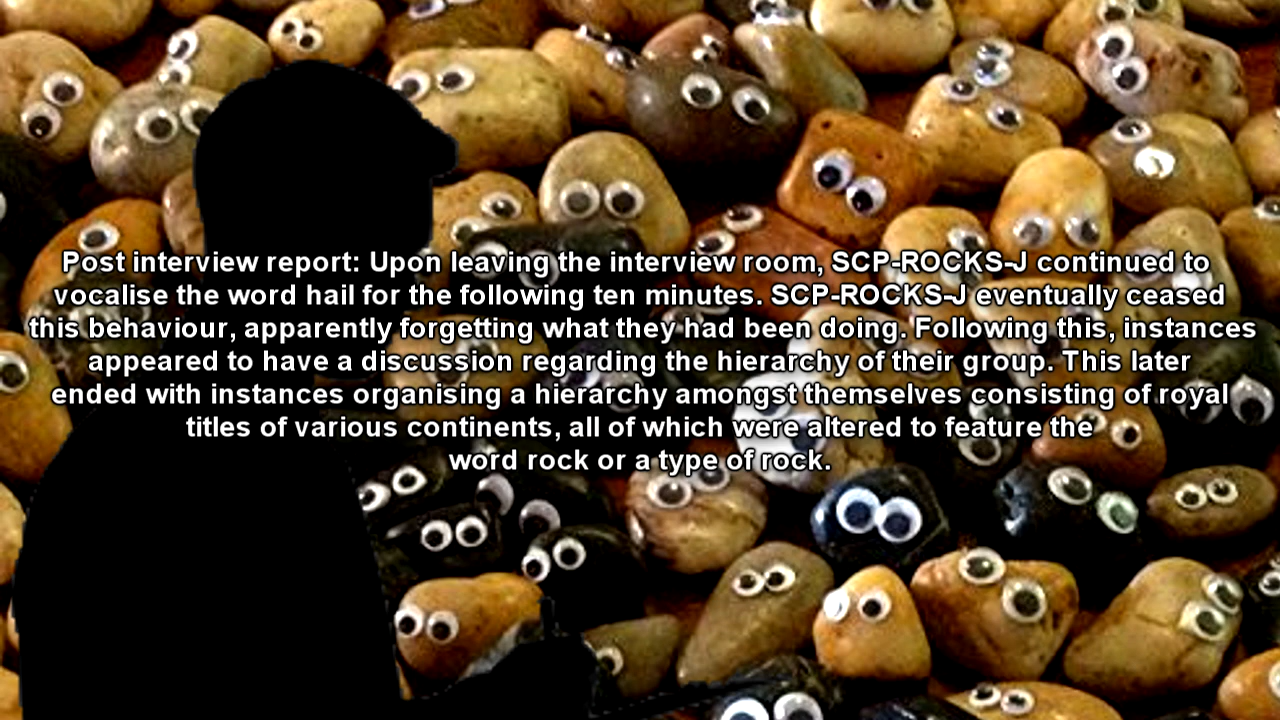 Post interview report: Upon leaving the interview room, SCP-ROCKS-J continued to
vocalise the word hail for the following ten minutes. SCP-ROCKS-J eventually ceased
this behaviour, apparently forgetting what they had been doing. Following this, instances
appeared to have a discussion regarding the hierarchy of their group. This later
ended with instances organising a hierarchy amongst themselves consisting of royal
titles of various continents, all of which were altered to feature the
word rock or a type of rock.